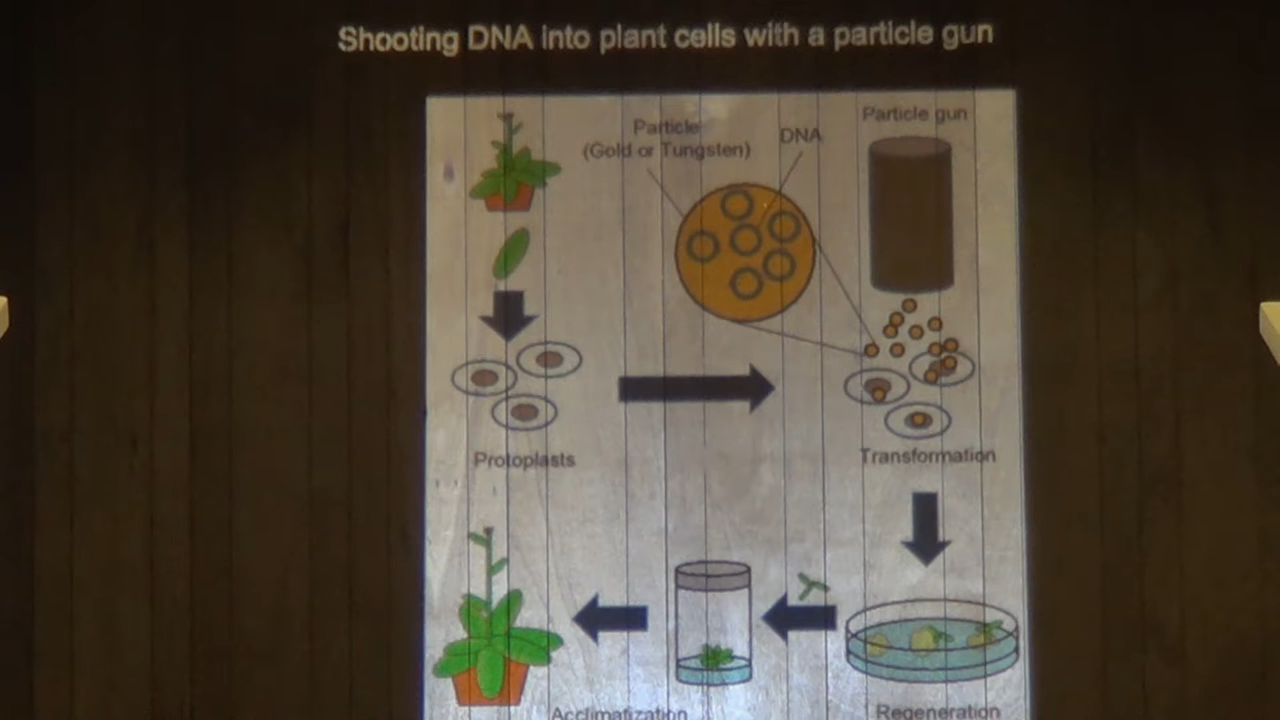 Shooting DNA into plant cells with a particle gun
Particle gun
Particle
(Gold or Tungsten)
DNA
Protoplasts
Transformation
Acclimatization
Regeneration